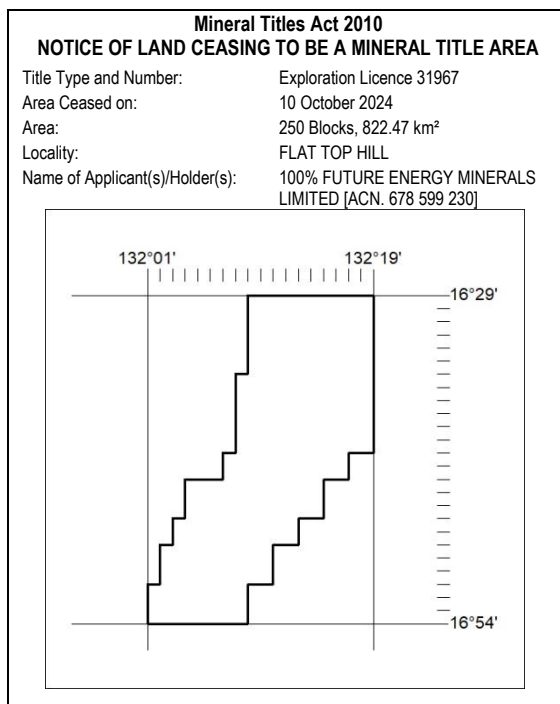 Mineral Titles Act 2010
NOTICE OF LAND CEASING TO BE A MINERAL TITLE AREA
Title Type and Number: Exploration Licence 31967
Area Ceased on: 10 October 2024
Area: 250 Blocks, 822.47 km²
Locality: FLAT TOP HILL
Name of Applicant(s)/Holder(s): 100% FUTURE ENERGY MINERALS
LIMITED [ACN. 678 599 230]
132°01' 132°19'
16°29'
16°54'